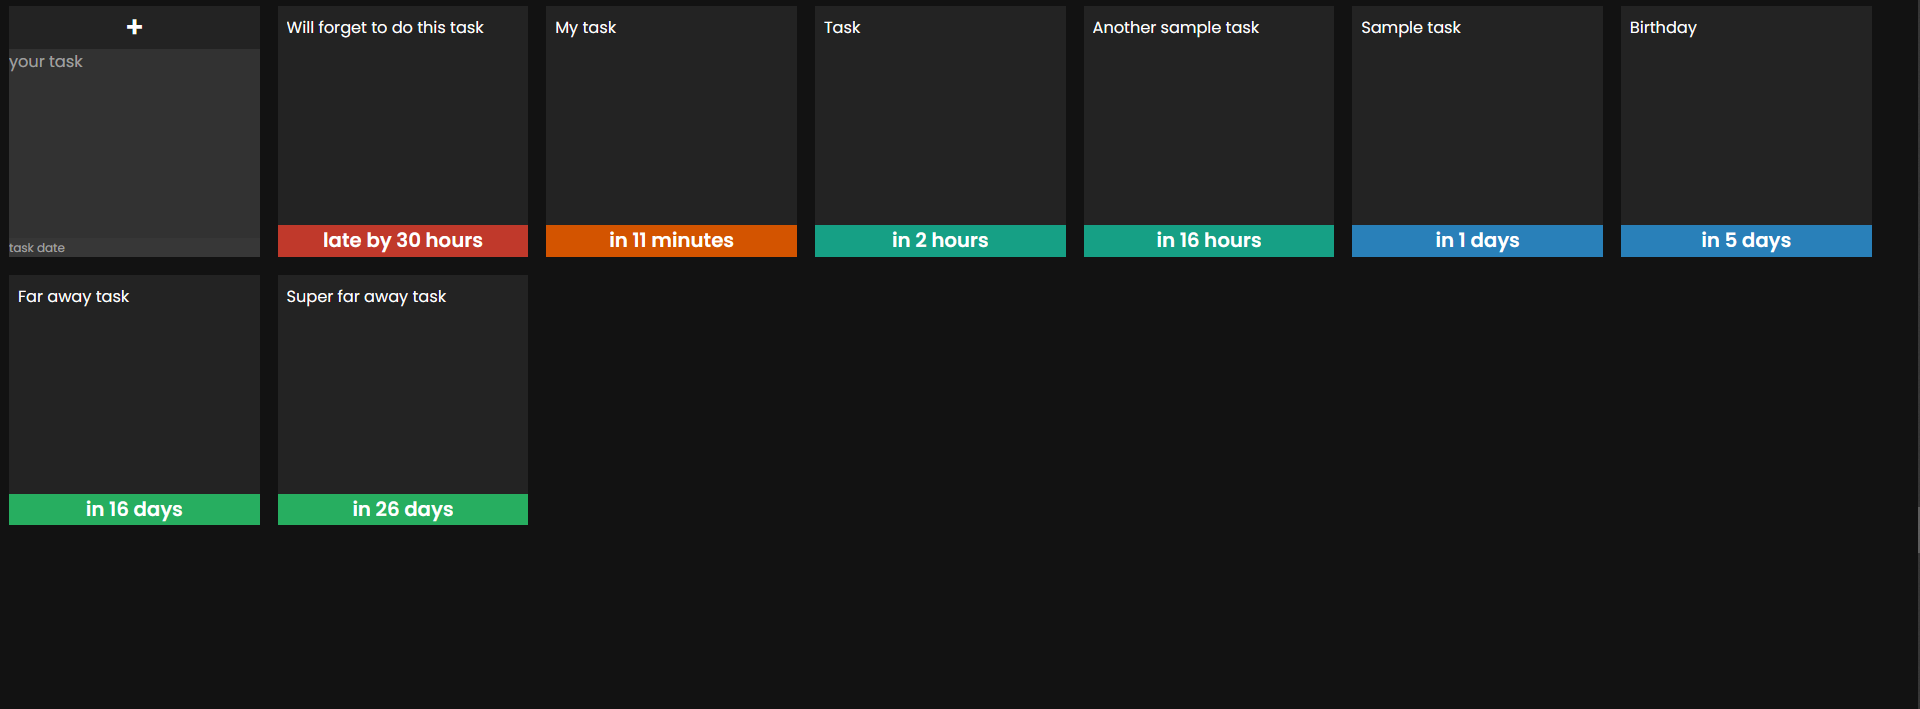 +
your task
task date
Will forget to do this task
late by 30 hours
My task
in 11 minutes
Task
in 2 hours
Another sample task
in 16 hours
Sample task
in 1 days
Birthday
in 5 days
Far away task
in 16 days
Super far away task
in 26 days